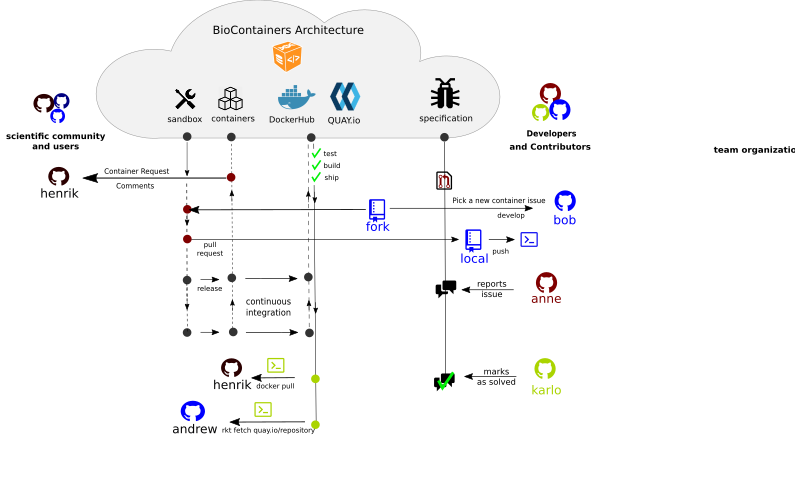 BioContainers Architecture
sandbox
containers
DockerHub
QUAY.io
specification
scientific community
and users
Developers
and Contributors
team organizatio
test
build
ship
Container Request
Comments
henrik
Pick a new container issue
develop
fork
bob
pull
request
local
push
release
continuous
integration
reports
issue
anne
henrik
docker pull
marks
as solved
karlo
andrew
rkt fetch quay.io/repository